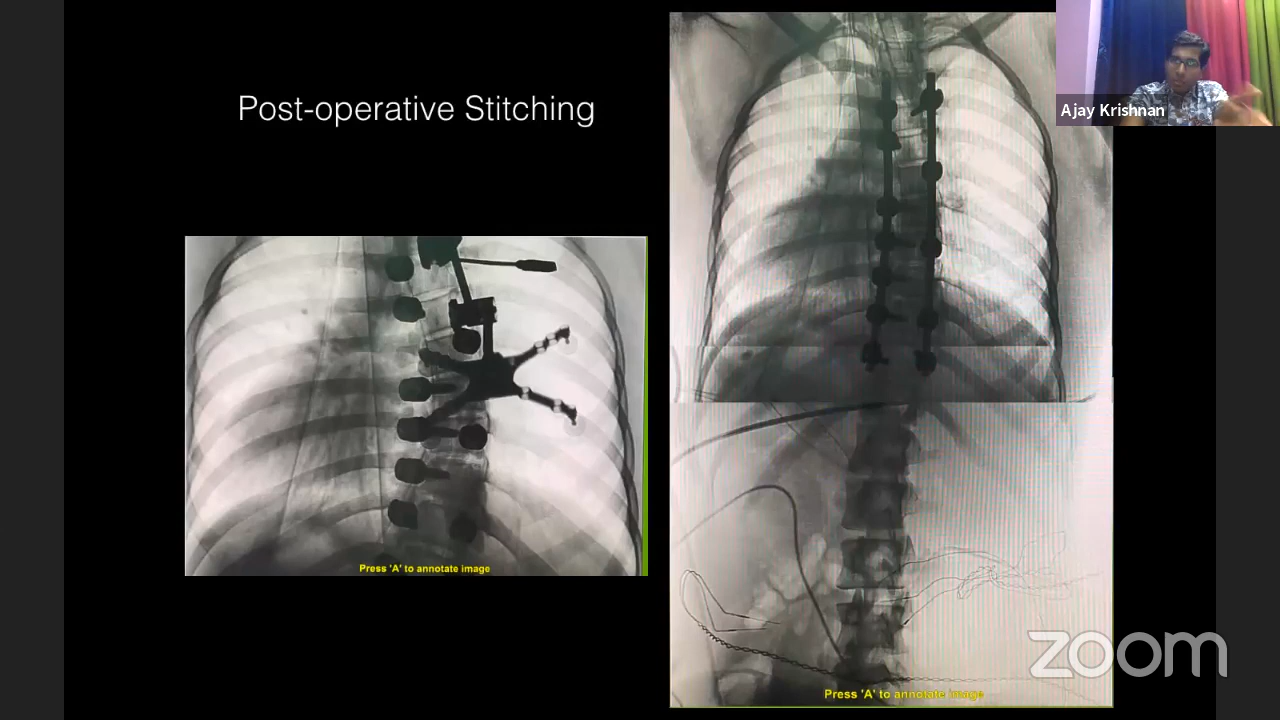 Post-operative Stitching
Ajay Krishnan
Press 'A' to annotate image
Press 'A' to annotate image
zoom